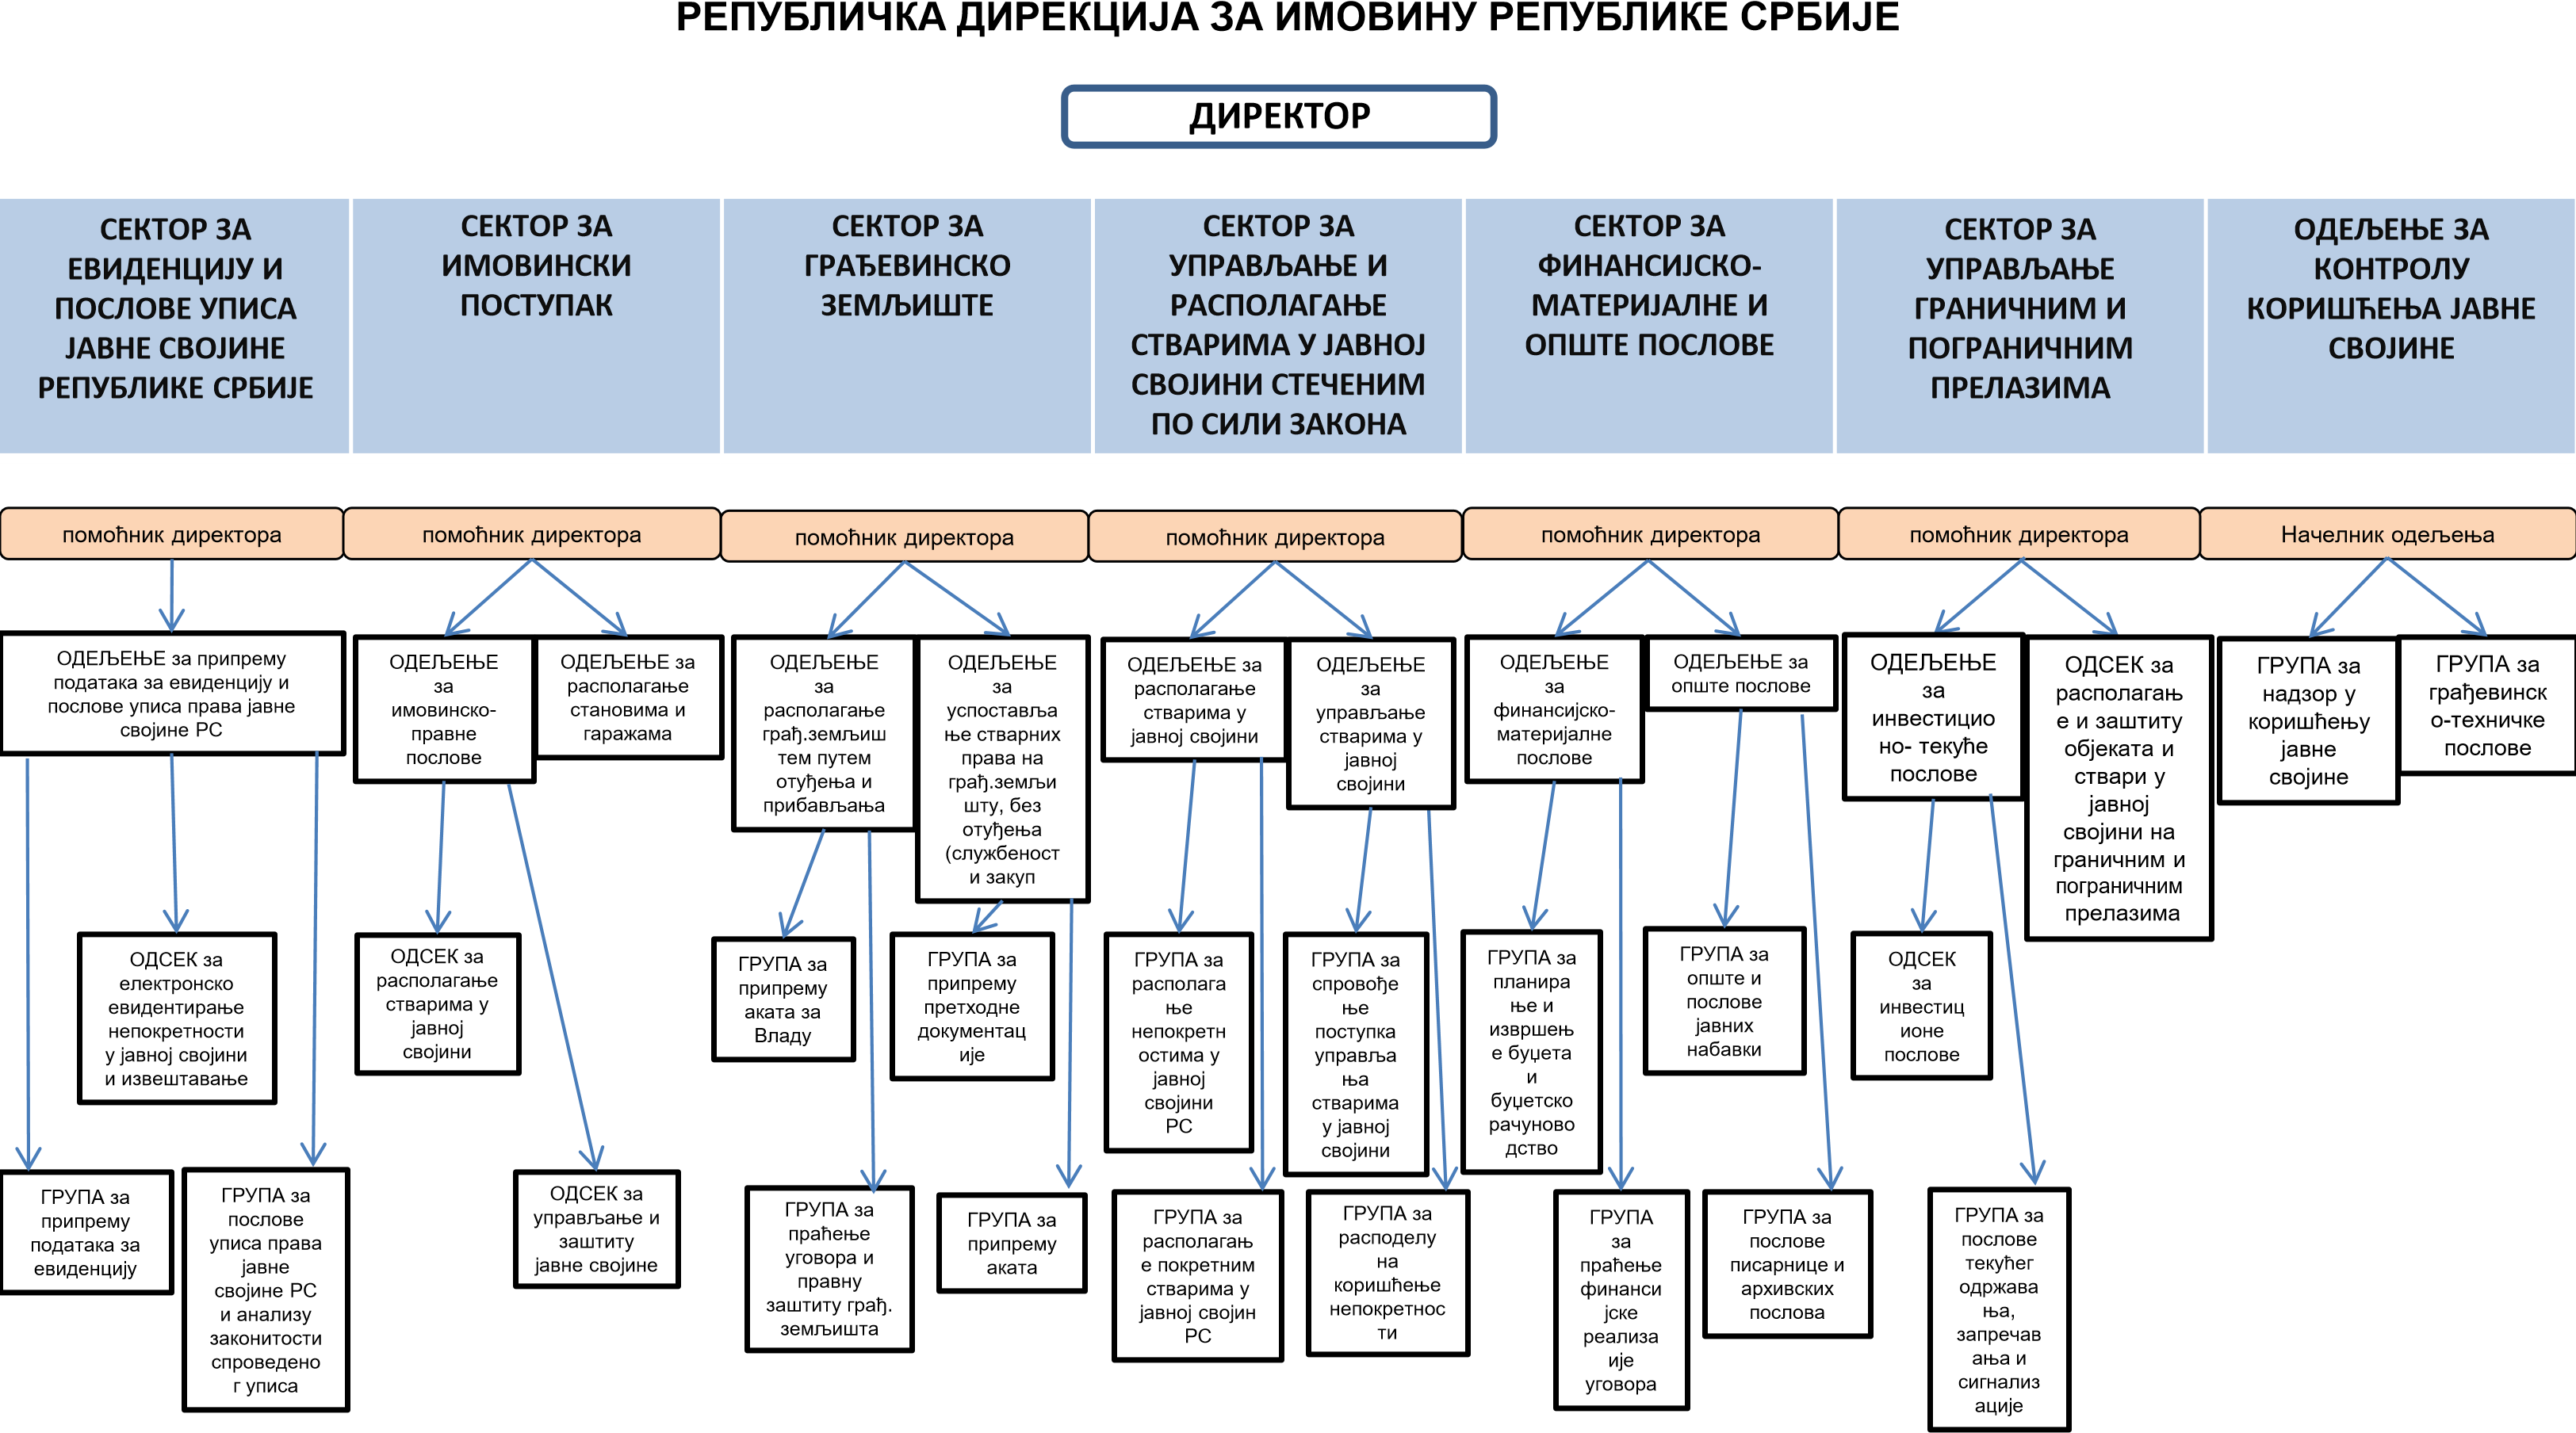 РЕПУБЛИЧКА ДИРЕКЦИЈА ЗА ИМОВИНУ РЕПУБЛИКЕ СРБИЈЕ
ДИРЕКТОР
СЕКТОР ЗА
ЕВИДЕНЦИЈУ И
ПОСЛОВЕ УПИСА
ЈАВНЕ СВОЈИНЕ
РЕПУБЛИКЕ СРБИЈЕ
СЕКТОР ЗА
ИМОВИНСКИ
ПОСТУПАК
СЕКТОР ЗА
ГРАЂЕВИНСКО
ЗЕМЉИШТЕ
СЕКТОР ЗА
УПРАВЉАЊЕ И
РАСПОЛАГАЊЕ
СТВАРИМА У ЈАВНОЈ
СВОЈИНИ СТЕЧЕНИМ
ПО СИЛИ ЗАКОНА
СЕКТОР ЗА
ФИНАНСИЈСКО-
МАТЕРИЈАЛНЕ И
ОПШТЕ ПОСЛОВЕ
СЕКТОР ЗА
УПРАВЉАЊЕ
ГРАНИЧНИМ И
ПОГРАНИЧНИМ
ПРЕЛАЗИМА
ОДЕЉЕЊЕ ЗА
КОНТРОЛУ
КОРИШЋЕЊА ЈАВНЕ
СВОЈИНЕ
помоћник директора
помоћник директора
помоћник директора
помоћник директора
помоћник директора
помоћник директора
Начелник одељења
ОДЕЉЕЊЕ за припрему
података за евиденцију и
послове уписа права јавне
својине РС
ОДЕЉЕЊЕ
за
имовинско-
правне
послове
ОДЕЉЕЊЕ за
располагање
становима и
гаражама
ОДЕЉЕЊЕ
за
располагање
грађ.земљиш
тем путем
отуђења и
прибављања
ОДЕЉЕЊЕ
за
успоставља
ње стварних
права на
грађ.земљи
шту, без
отуђења
(службеност
и закуп
ОДЕЉЕЊЕ за
располагање
стварима у
јавној својини
ОДЕЉЕЊЕ
за
управљање
стварима у
јавној
својини
ОДЕЉЕЊЕ
за
финансијско-
материјалне
послове
ОДЕЉЕЊЕ за
опште послове
ОДЕЉЕЊЕ
за
инвестицио
но- текуће
послове
ОДСЕК за
располагањ
е и заштиту
објеката и
ствари у
јавној
својини на
граничним и
пограничним
прелазима
ГРУПА за
надзор у
коришћењу
јавне
својине
ГРУПА за
грађевинск
о-техничке
послове
ОДСЕК за
електронско
евидентирање
непокретности
у јавној својини
и извештавање
ОДСЕК за
располагање
стварима у
јавној
својини
ГРУПА за
припрему
аката за
Владу
ГРУПА за
припрему
претходне
документац
ије
ГРУПА за
располага
ње
непокретн
остима у
јавној
својини
РС
ГРУПА за
спровође
ње
поступка
управља
ња
стварима
у јавној
својини
ГРУПА за
планира
ње и
извршењ
е буџета
и
буџетско
рачуново
дство
ГРУПА за
опште и
послове
јавних
набавки
ОДСЕК
за
инвестиц
ионе
послове
ГРУПА за
припрему
података за
евиденцију
ГРУПА за
послове
уписа права
јавне
својине РС
и анализу
законитости
спроведено
г уписа
ОДСЕК за
управљање и
заштиту
јавне својине
ГРУПА за
праћење
уговора и
правну
заштиту грађ.
земљишта
ГРУПА за
припрему
аката
ГРУПА за
располагањ
е покретним
стварима у
јавној својин
РС
ГРУПА за
расподелу
на
коришћење
непокретнос
ти
ГРУПА
за
праћење
финанси
јске
реализа
ије
уговора
ГРУПА за
послове
писарнице и
архивских
послова
ГРУПА за
послове
текућег
одржава
ња,
запречав
ања и
сигнализ
ације